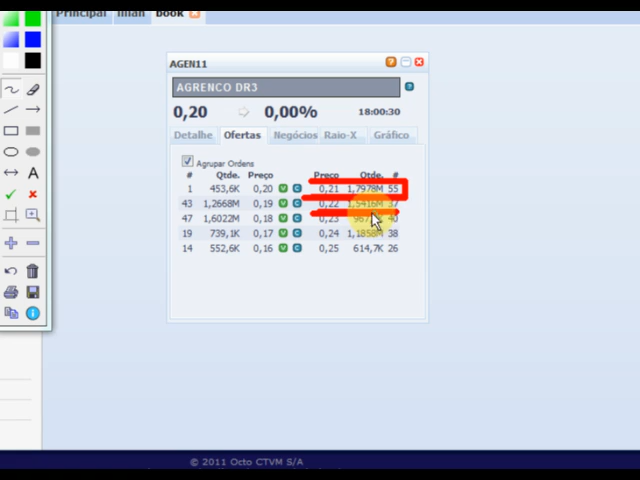 Principal lilian book
AGEN11
AGRENCO DR3
0,20 0,00% 18:00:30
Detalhe Ofertas Negócios Raio-X Gráfico
Agrupar Ordens
# Qtde. Preço Preço Qtde. #
1 453,6K 0,20 V C 0,21 1,7978M 55
43 1,2668M 0,19 V C 0,22 1,5416M 37
47 1,6022M 0,18 V C 0,23 40
19 739,1K 0,17 V C 0,24 1,1858M 38
14 552,6K 0,16 V C 0,25 614,7K 26
© 2011 Octo CTVM S/A